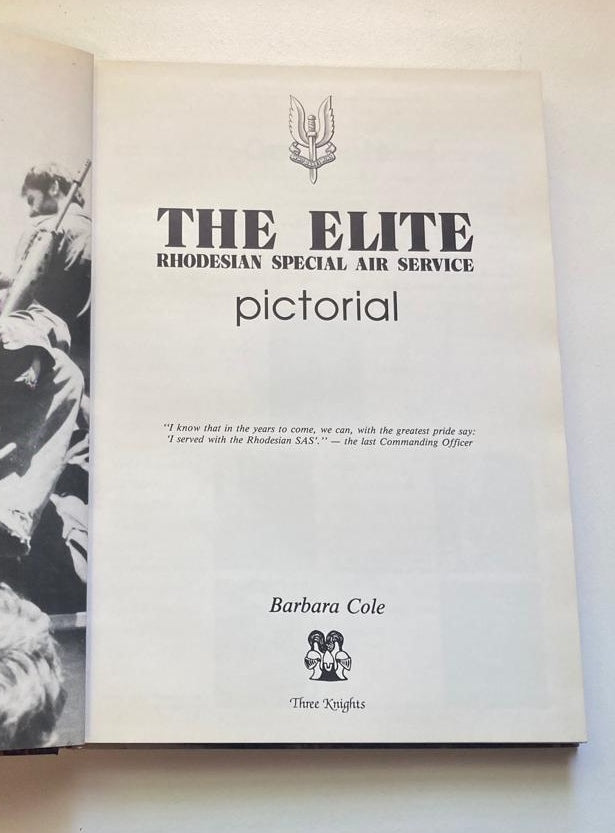 THE ELITE
RHODESIAN SPECIAL AIR SERVICE
pictorial
"I know that in the years to come, we can, with the greatest pride say:
'I served with the Rhodesian SAS'." — the last Commanding Officer
Barbara Cole
Three Knights